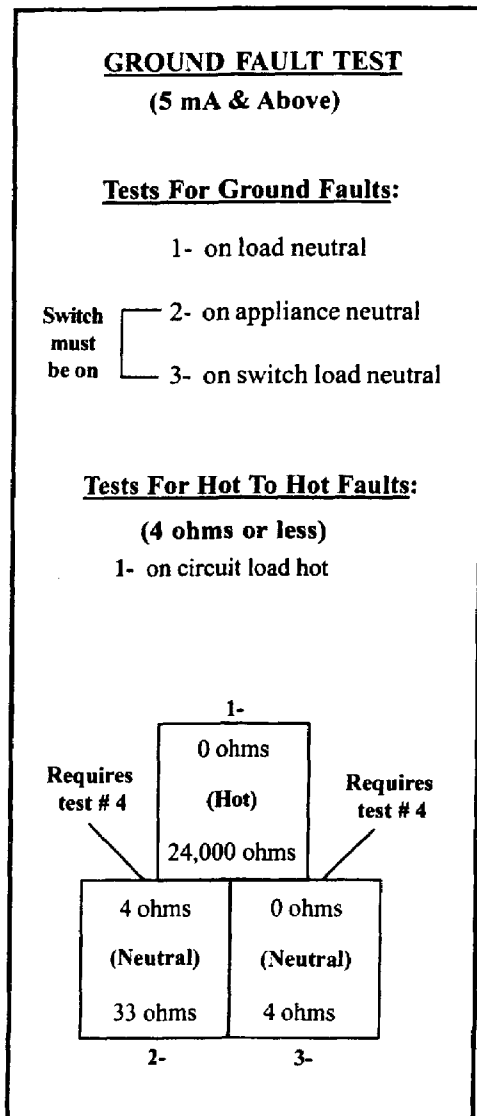 GROUND FAULT TEST
(5 mA & Above)
Tests For Ground Faults:
1- on load neutral
Switch
must
be on
2- on appliance neutral
3- on switch load neutral
Tests For Hot To Hot Faults:
(4 ohms or less)
1- on circuit load hot
1-
0 ohms
(Hot)
24,000 ohms
Requires
test # 4
Requires
test # 4
4 ohms
(Neutral)
33 ohms
0 ohms
(Neutral)
4 ohms
2-
3-